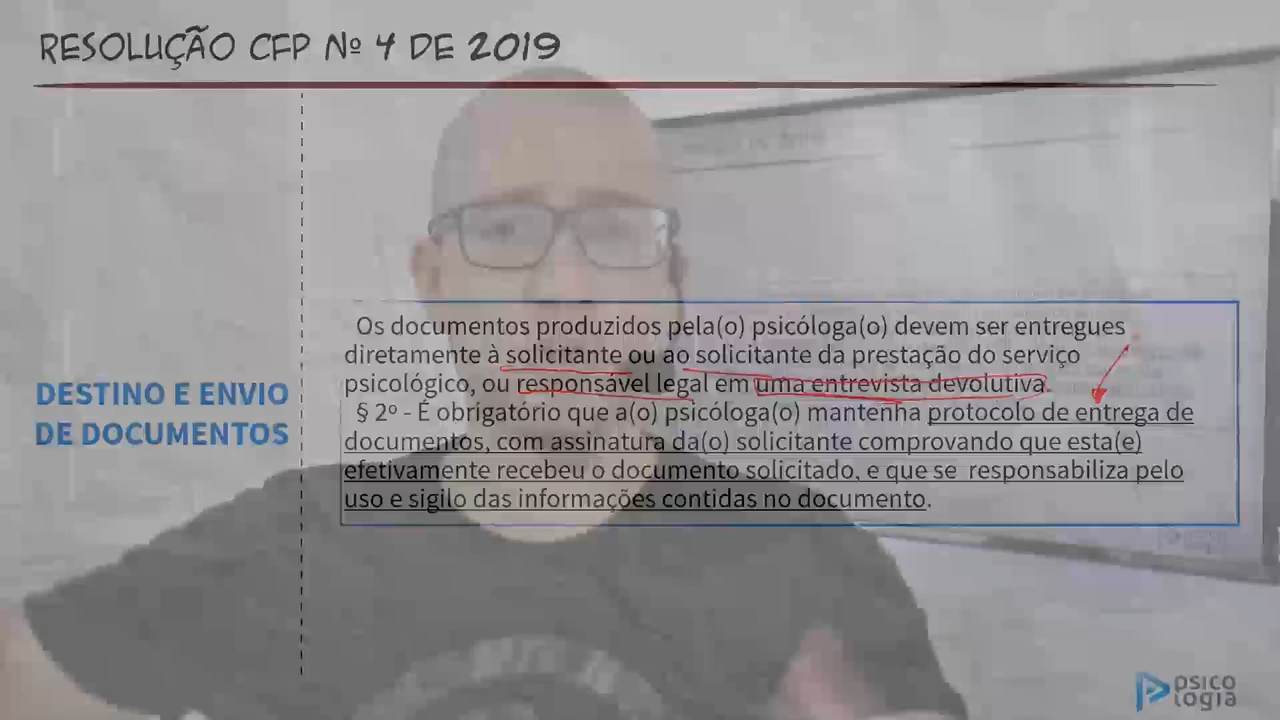 RESOLUÇÃO CFP Nº 4 DE 2019
DESTINO E ENVIO
DE DOCUMENTOS
Os documentos produzidos pela(o) psicóloga(o) devem ser entregues
diretamente à solicitante ou ao solicitante da prestação do serviço
psicológico, ou responsável legal em uma entrevista devolutiva.
§ 2º - É obrigatório que a(o) psicóloga(o) mantenha protocolo de entrega de
documentos, com assinatura da(o) solicitante comprovando que esta(e)
efetivamente recebeu o documento solicitado, e que se responsabiliza pelo
uso e sigilo das informações contidas no documento.
psico
logia